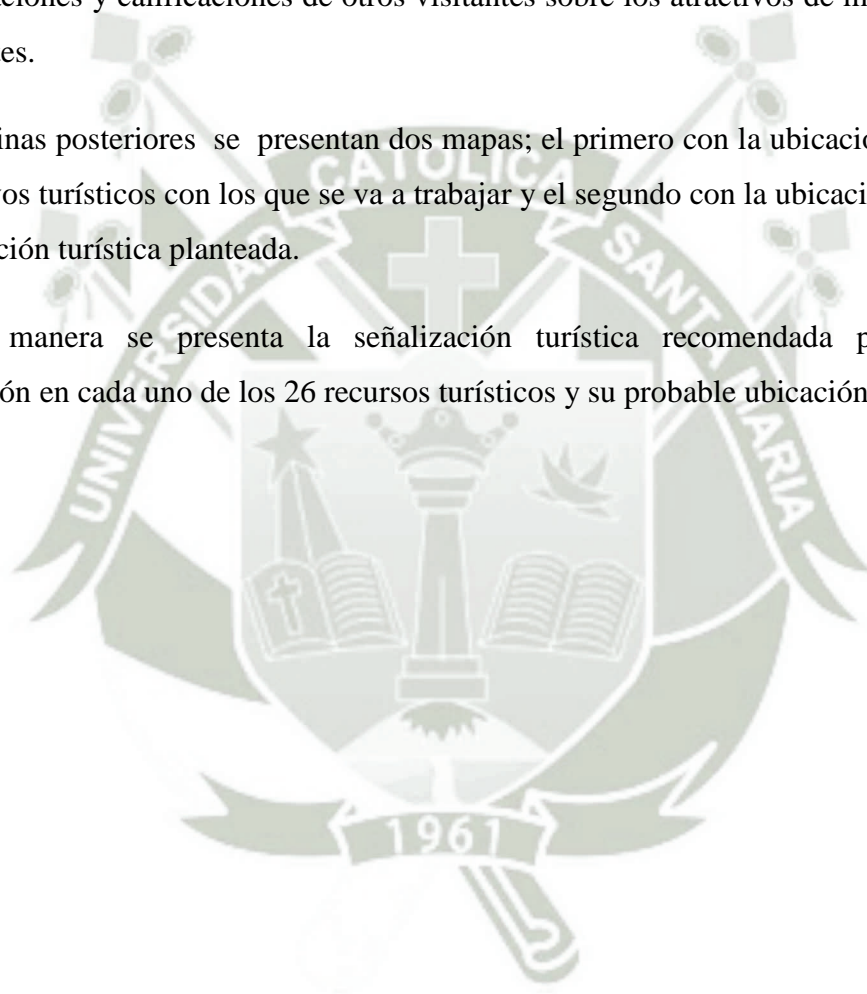 ciones y calificaciones de otros visitantes sobre los atractivos de
es.
inas posteriores se presentan dos mapas; el primero con la
os turísticos con los que se va a trabajar y el segundo con la
ción turística planteada.
manera se presenta la señalización turística recomendada
ón en cada uno de los 26 recursos turísticos y su probable ubicación
UNIVERSIDAD CATOLICA SANTA MARIA
1961